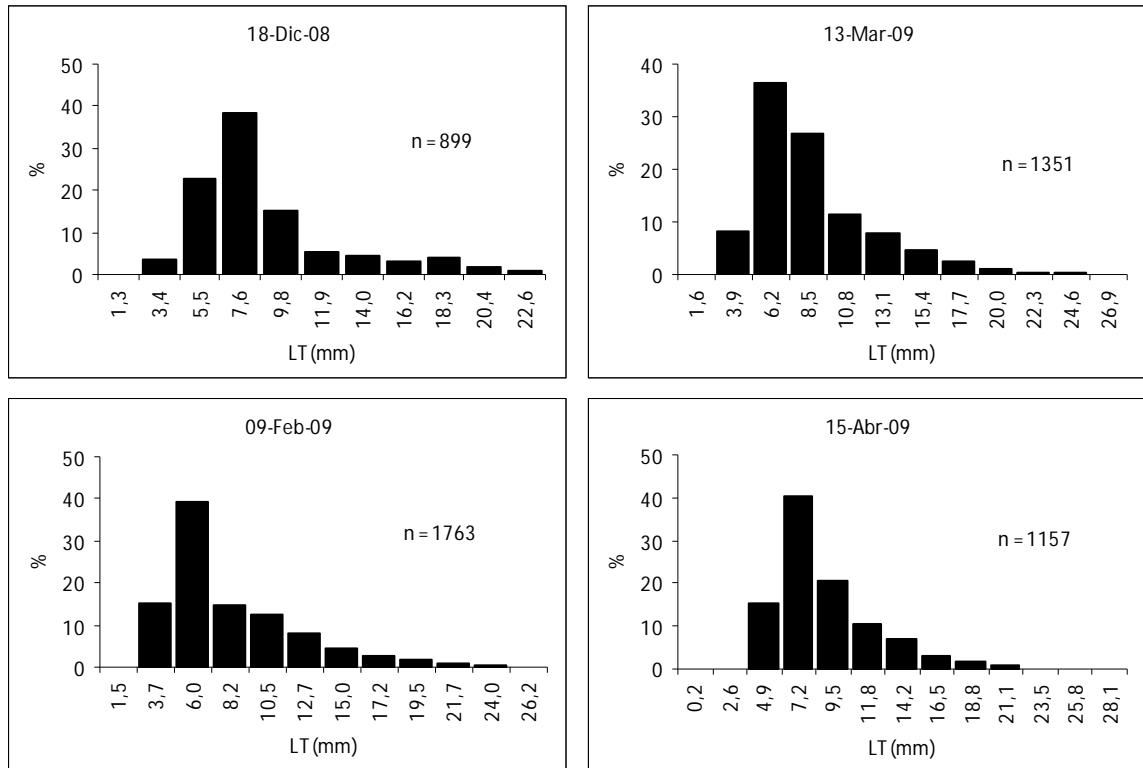 18-Dic-08
50
40
30
20
10
0
%
n = 899
1,3 3,4 5,5 7,6 9,8 11,9 14,0 16,2 18,3 20,4 22,6
LT (mm)
13-Mar-09
40
30
20
10
0
%
n = 1351
1,6 3,9 6,2 8,5 10,8 13,1 15,4 17,7 20,0 22,3 24,6 26,9
LT (mm)
09-Feb-09
50
40
30
20
10
0
%
n = 1763
1,5 3,7 6,0 8,2 10,5 12,7 15,0 17,2 19,5 21,7 24,0 26,2
LT (mm)
15-Abr-09
50
40
30
20
10
0
%
n = 1157
0,2 2,6 4,9 7,2 9,5 11,8 14,2 16,5 18,8 21,1 23,5 25,8 28,1
LT (mm)